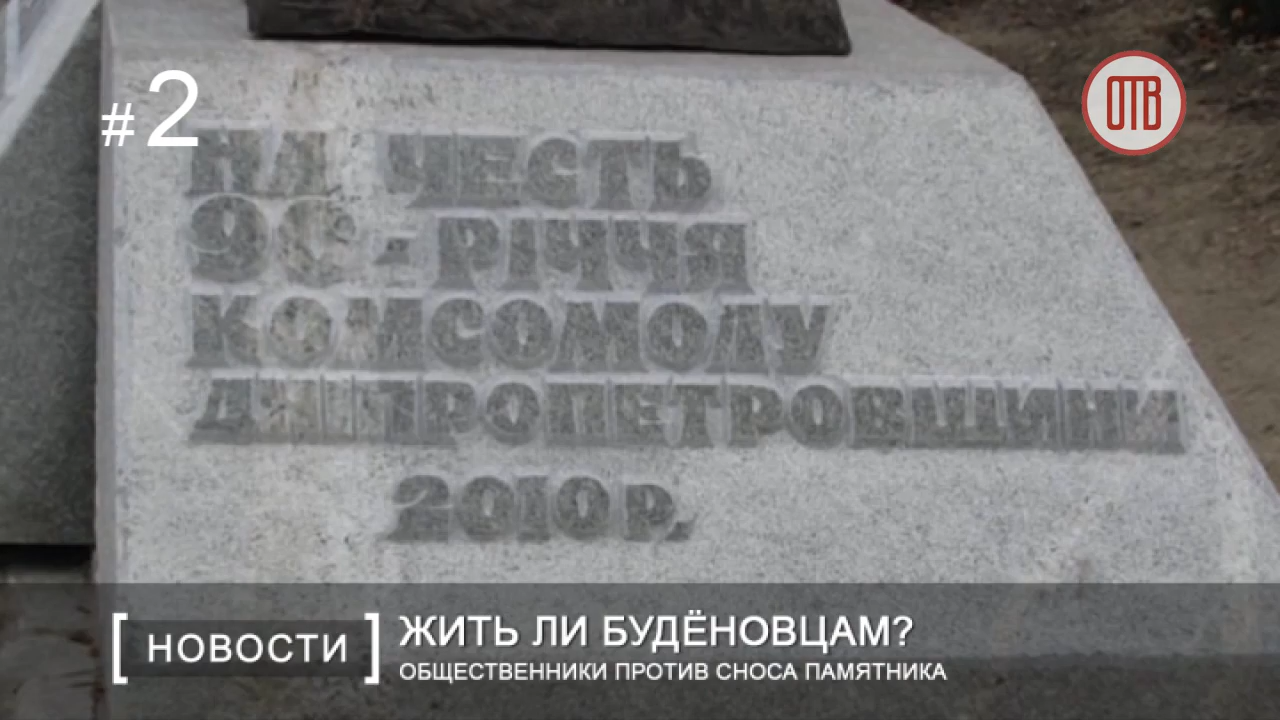 #2
ОТВ
НА ЧЕСТЬ
90-РІЧЧЯ
КОМСОМОЛУ
ДНІПРОПЕТРОВЩИНИ
2010 р.
[НОВОСТИ]
ЖИТЬ ЛИ БУДЁНОВЦАМ?
ОБЩЕСТВЕННИКИ ПРОТИВ СНОСА ПАМЯТНИКА